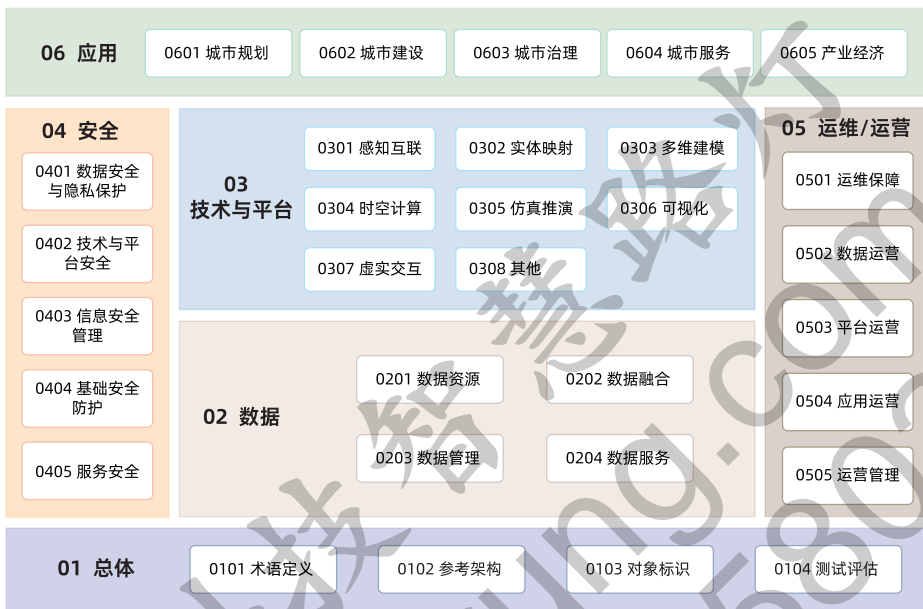 06 应用
0601 城市规划
0602 城市建设
0603 城市治理
0604 城市服务
0605 产业经济
04 安全
0401 数据安全
与隐私保护
0402 技术与平
台安全
0403 信息安全
管理
0404 基础安全
防护
0405 服务安全
03
技术与平台
0301 感知互联
0302 实体映射
0303 多维建模
0304 时空计算
0305 仿真推演
0306 可视化
0307 虚实交互
0308 其他
02 数据
0201 数据资源
0202 数据融合
0203 数据管理
0204 数据服务
05 运维/运营
0501 运维保障
0502 数据运营
0503 平台运营
0504 应用运营
0505 运营管理
01 总体
0101 术语定义
0102 参考架构
0103 对象标识
0104 测试评估
技智慧路灯
ung.com
5802